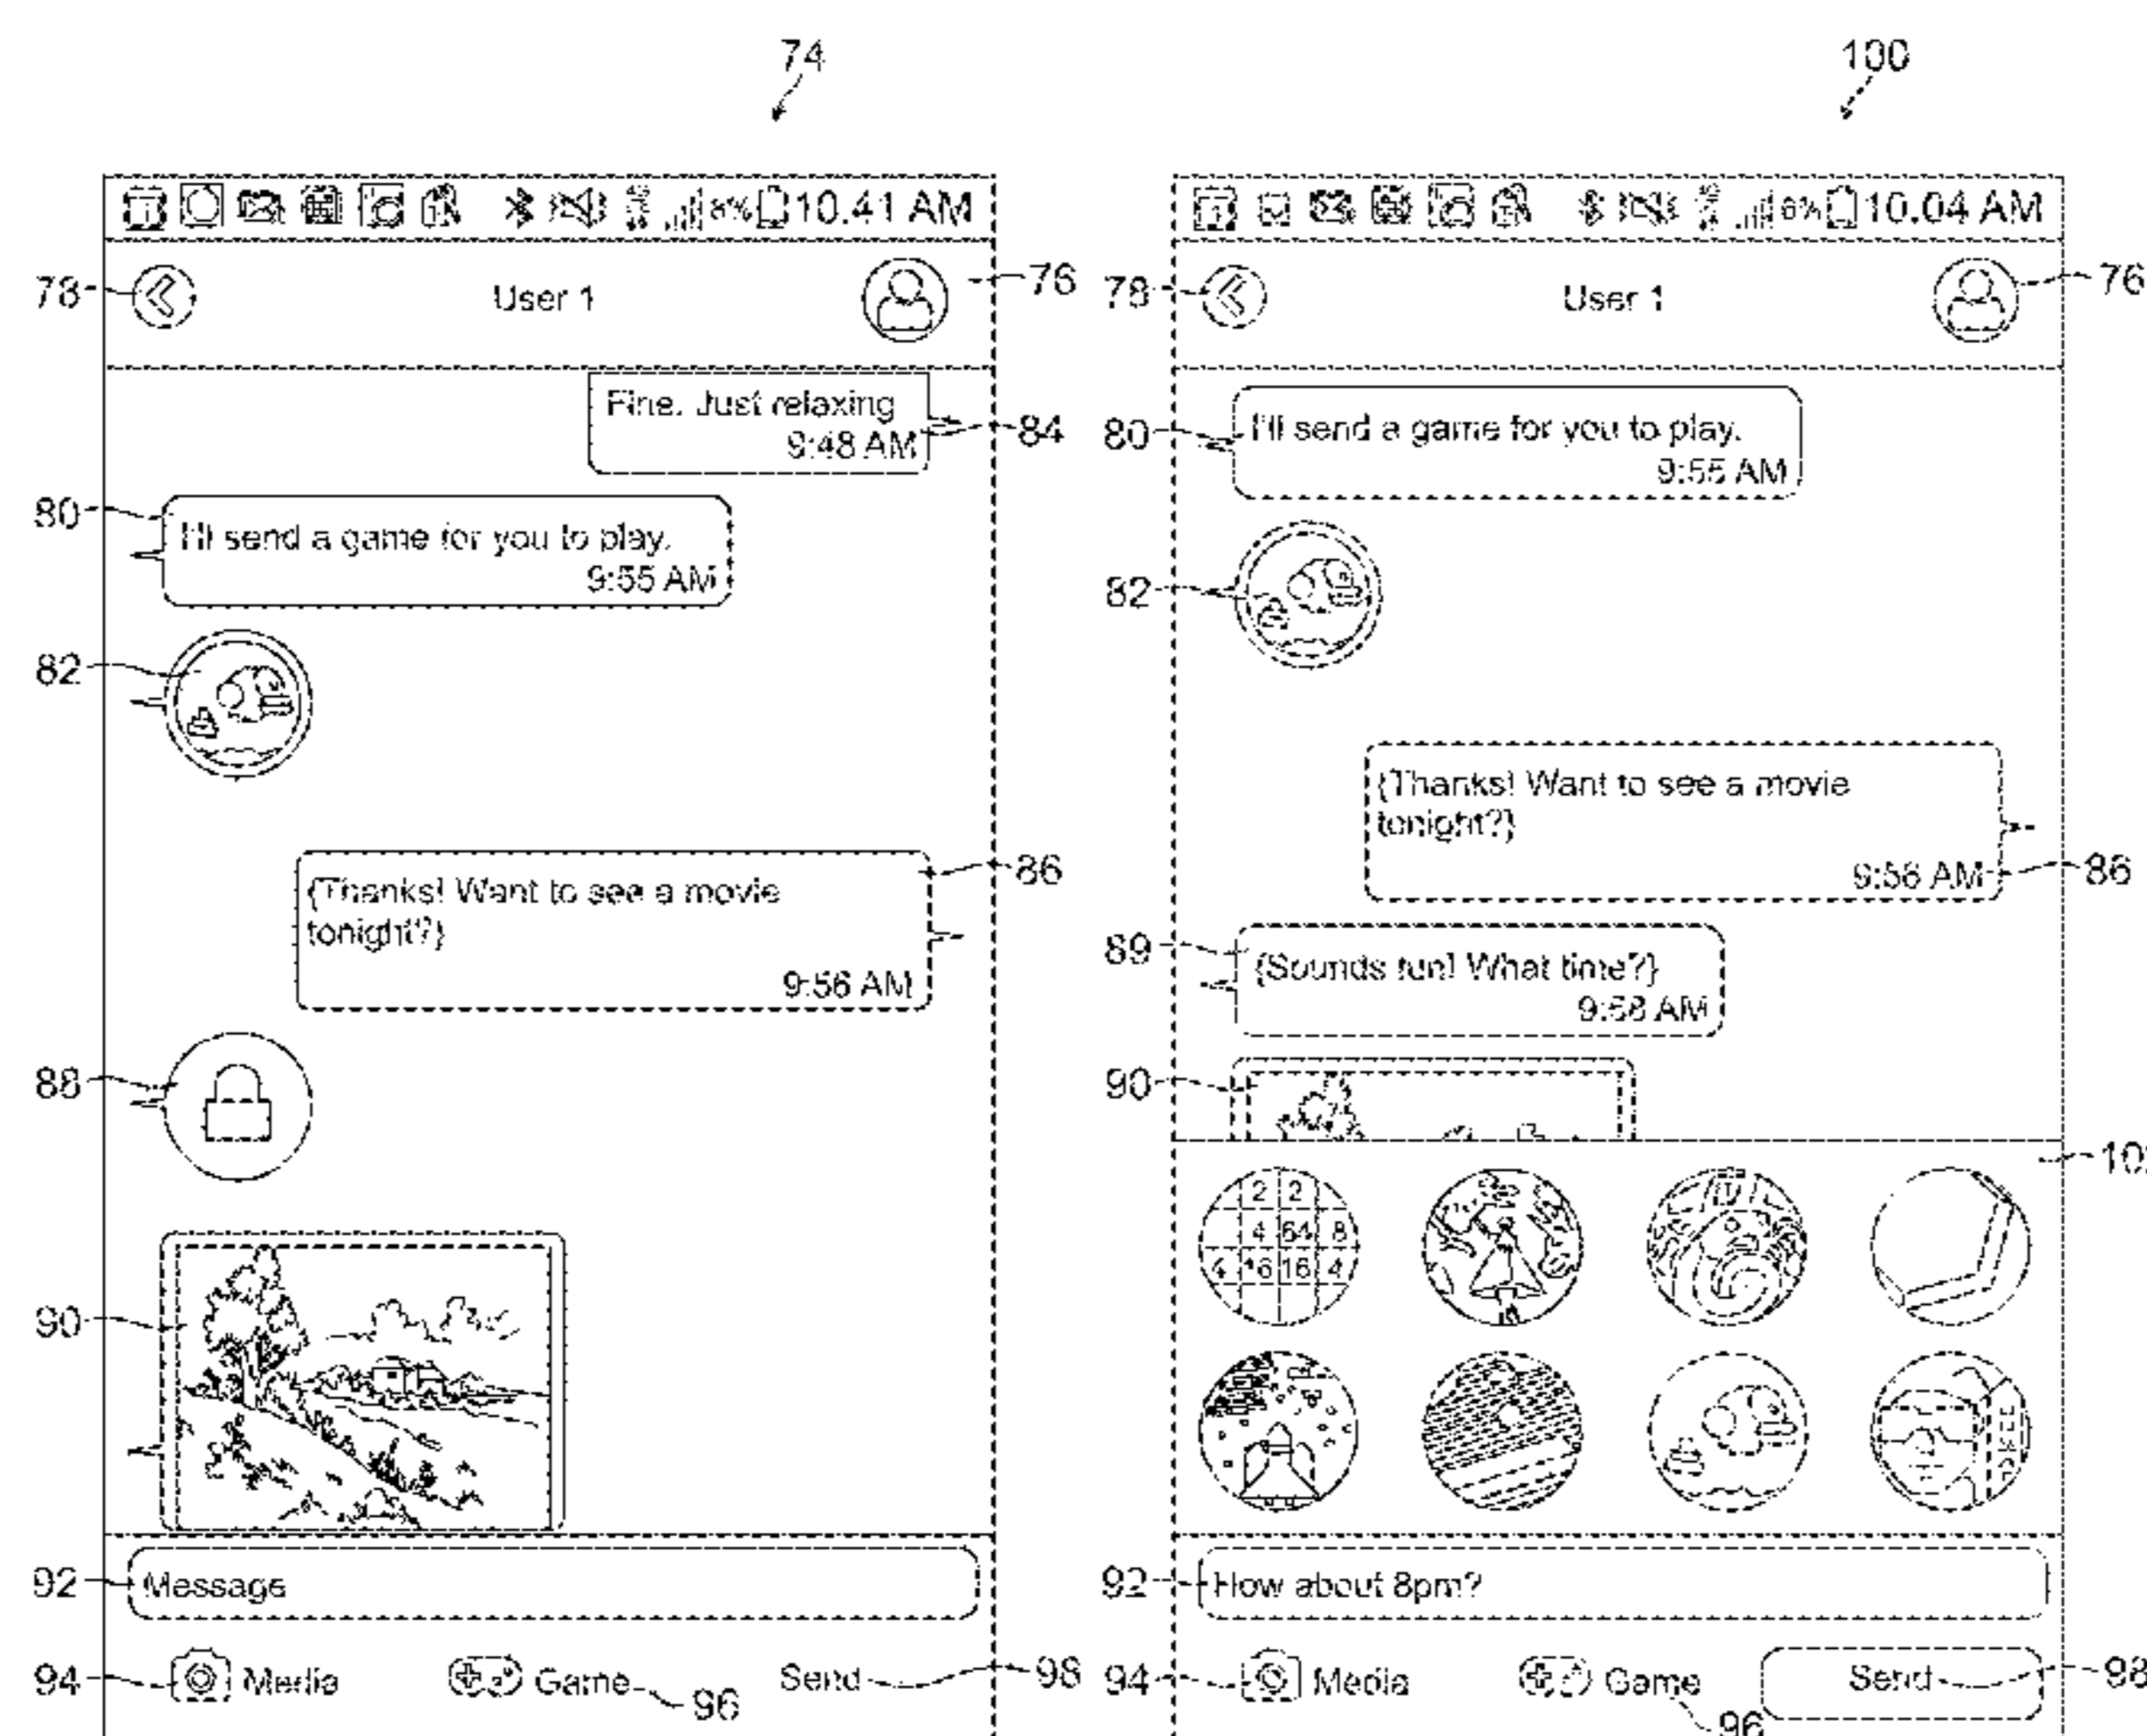 74
100
8% 10.41 AM
6% 10.04 AM
78
User 1
76
78
User 1
76
Fine. Just relaxing
9:48 AM
84
80
I'll send a game for you to play.
9:55 AM
82
{Thanks! Want to see a movie
tonight?}
9:56 AM
86
88
90
92
Message
94
Media
Game
96
Send
98
80
I'll send a game for you to play.
9:55 AM
82
{Thanks! Want to see a movie
tonight?}
9:56 AM
86
89
{Sounds fun! What time?}
9:58 AM
90
2 2
4 64 8
4 16 16 4
92
How about 8pm?
94
Media
Game
96
Send
98